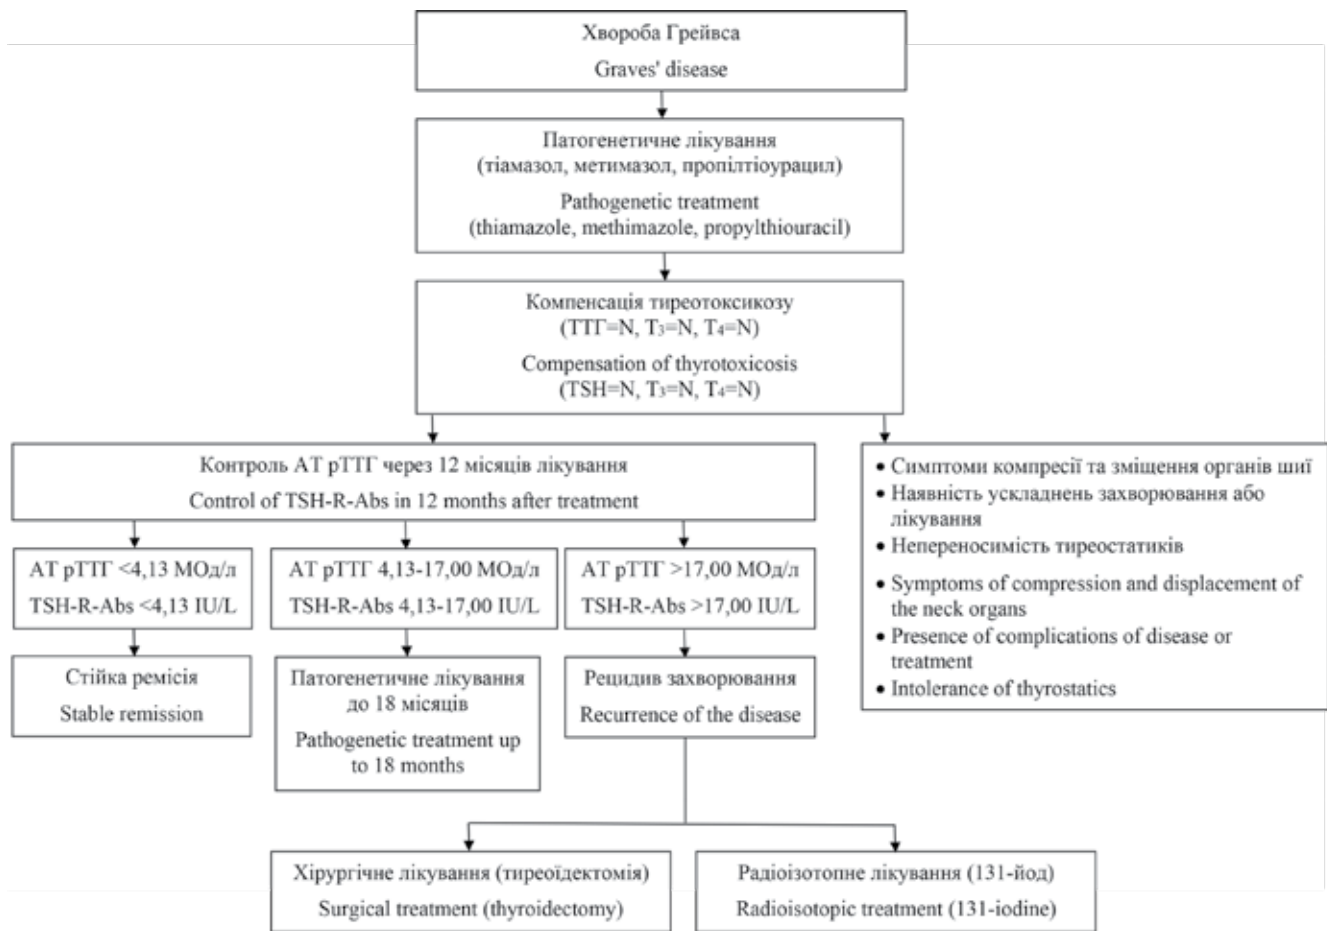 Хвороба Грейвса
Graves' disease
Патогенетичне лікування
(тіамазол, метимазол, пропілтіоурацил)
Pathogenetic treatment
(thiamazole, methimazole, propylthiouracil)
Компенсація тиреотоксикозу
(ТТГ=N, T₃=N, T₄=N)
Compensation of thyrotoxicosis
(TSH=N, T₃=N, T₄=N)
Контроль АТ рТТГ через 12 місяців лікування
Control of TSH-R-Abs in 12 months after treatment
• Симптоми компресії та зміщення органів шиї
• Наявність ускладнень захворювання або
лікування
• Непереносимість тиреостатиків
• Symptoms of compression and displacement of
the neck organs
• Presence of complications of disease or
treatment
• Intolerance of thyrostatics
АТ рТТГ <4,13 МОд/л
TSH-R-Abs <4,13 IU/L
АТ рТТГ 4,13-17,00 МОд/л
TSH-R-Abs 4,13-17,00 IU/L
АТ рТТГ >17,00 МОд/л
TSH-R-Abs >17,00 IU/L
Стійка ремісія
Stable remission
Патогенетичне лікування
до 18 місяців
Pathogenetic treatment up
to 18 months
Рецидив захворювання
Recurrence of the disease
Хірургічне лікування (тиреоїдектомія)
Surgical treatment (thyroidectomy)
Радіоізотопне лікування (131-йод)
Radioisotopic treatment (131-iodine)